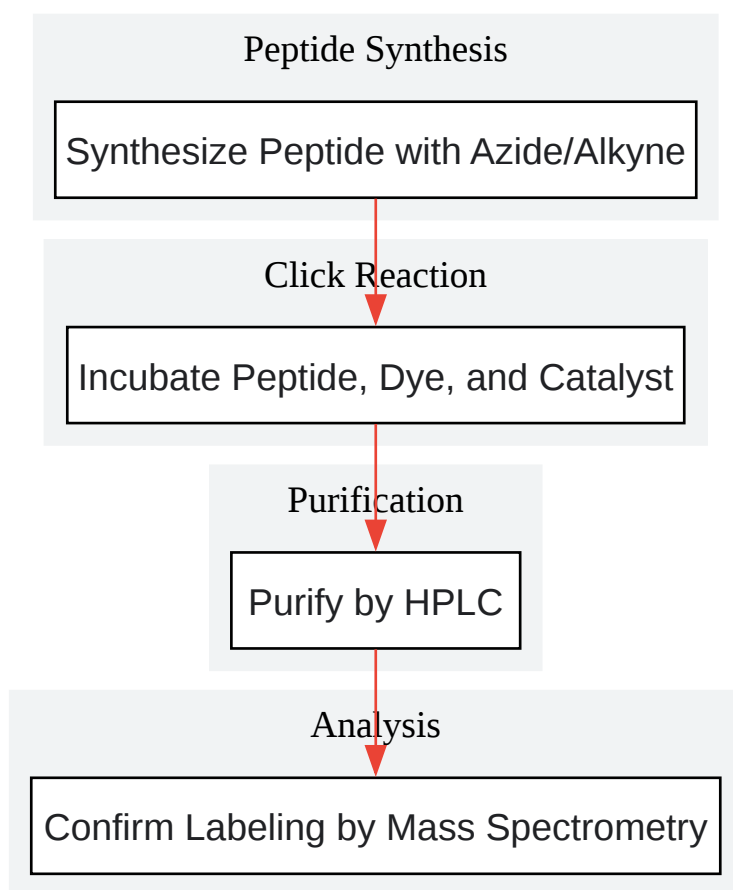 Peptide Synthesis
Synthesize Peptide with Azide/Alkyne
Click Reaction
Incubate Peptide, Dye, and Catalyst
Purification
Purify by HPLC
Analysis
Confirm Labeling by Mass Spectrometry